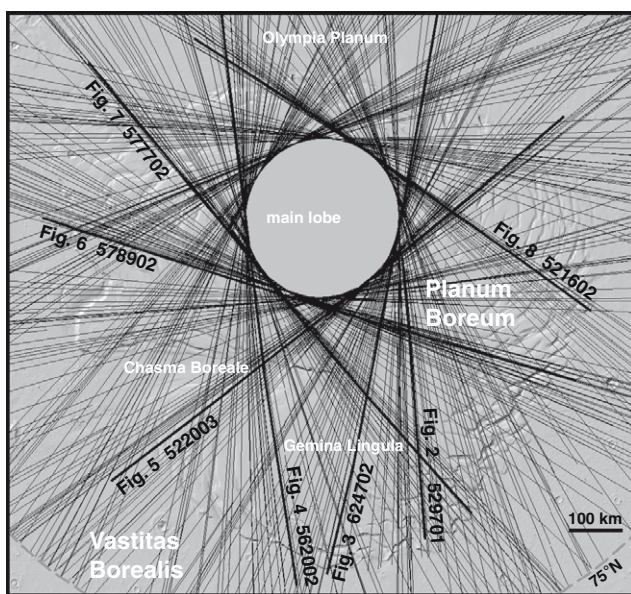 Olympia Planum
Fig. 7 577702
main lobe
Fig. 6 578902
Fig. 8 521602
Planum
Boreum
Chasma Boreale
Gemina Lingula
Fig. 5 522003
Fig. 4 562002
Fig. 3 624702
Fig. 2 529701
100 km
Vastitas
Borealis
75°N